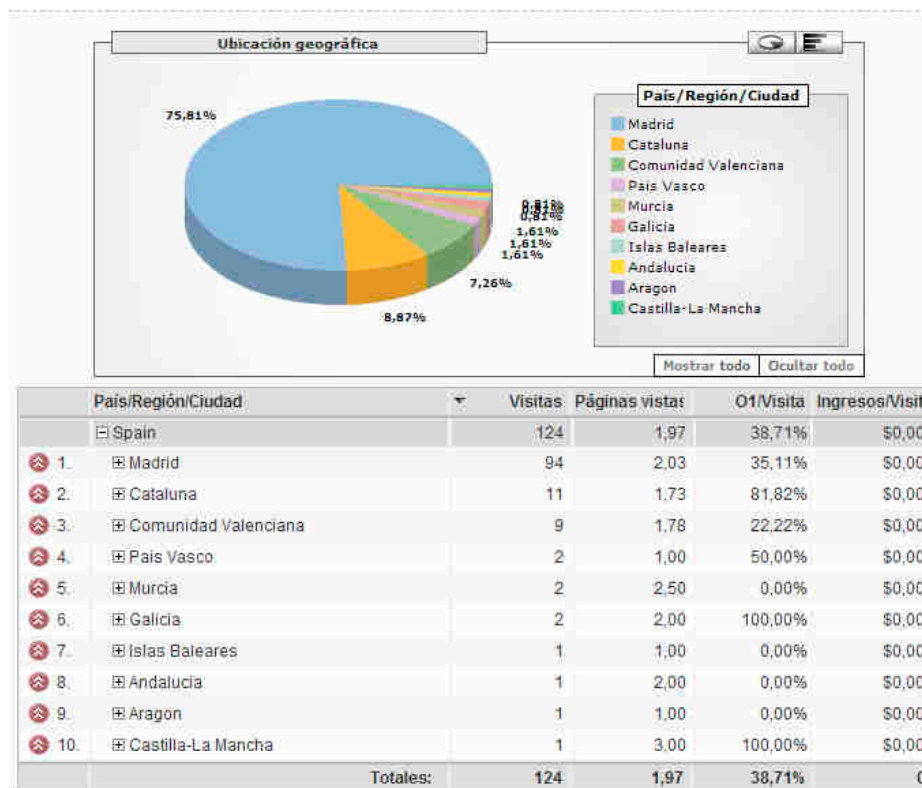 Ubicación geográfica
75,81%
País/Región/Ciudad
Madrid
Cataluna
Comunidad Valenciana
Pais Vasco
Murcia
Galicia
Islas Baleares
Andalucia
Aragon
Castilla-La Mancha
0,81%
1,61%
1,61%
1,61%
7,26%
8,87%
Mostrar todo Ocultar todo
País/Región/Ciudad Visitas Páginas vistas O1/Visita Ingresos/Visit
Spain 124 1,97 38,71% $0,00
1. Madrid 94 2,03 35,11% $0,00
2. Cataluna 11 1,73 81,82% $0,00
3. Comunidad Valenciana 9 1,78 22,22% $0,00
4. Pais Vasco 2 1,00 50,00% $0,00
5. Murcia 2 2,50 0,00% $0,00
6. Galicia 2 2,00 100,00% $0,00
7. Islas Baleares 1 1,00 0,00% $0,00
8. Andalucia 1 2,00 0,00% $0,00
9. Aragon 1 1,00 0,00% $0,00
10. Castilla-La Mancha 1 3,00 100,00% $0,00
Totales: 124 1,97 38,71%